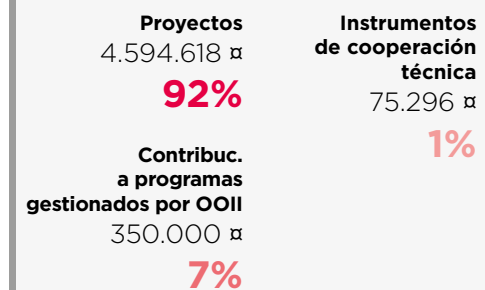 Proyectos
4.594.618 ¤
92%
Contribuc.
a programas
gestionados por OOII
350.000 ¤
7%
Instrumentos
de cooperación
técnica
75.296 ¤
1%